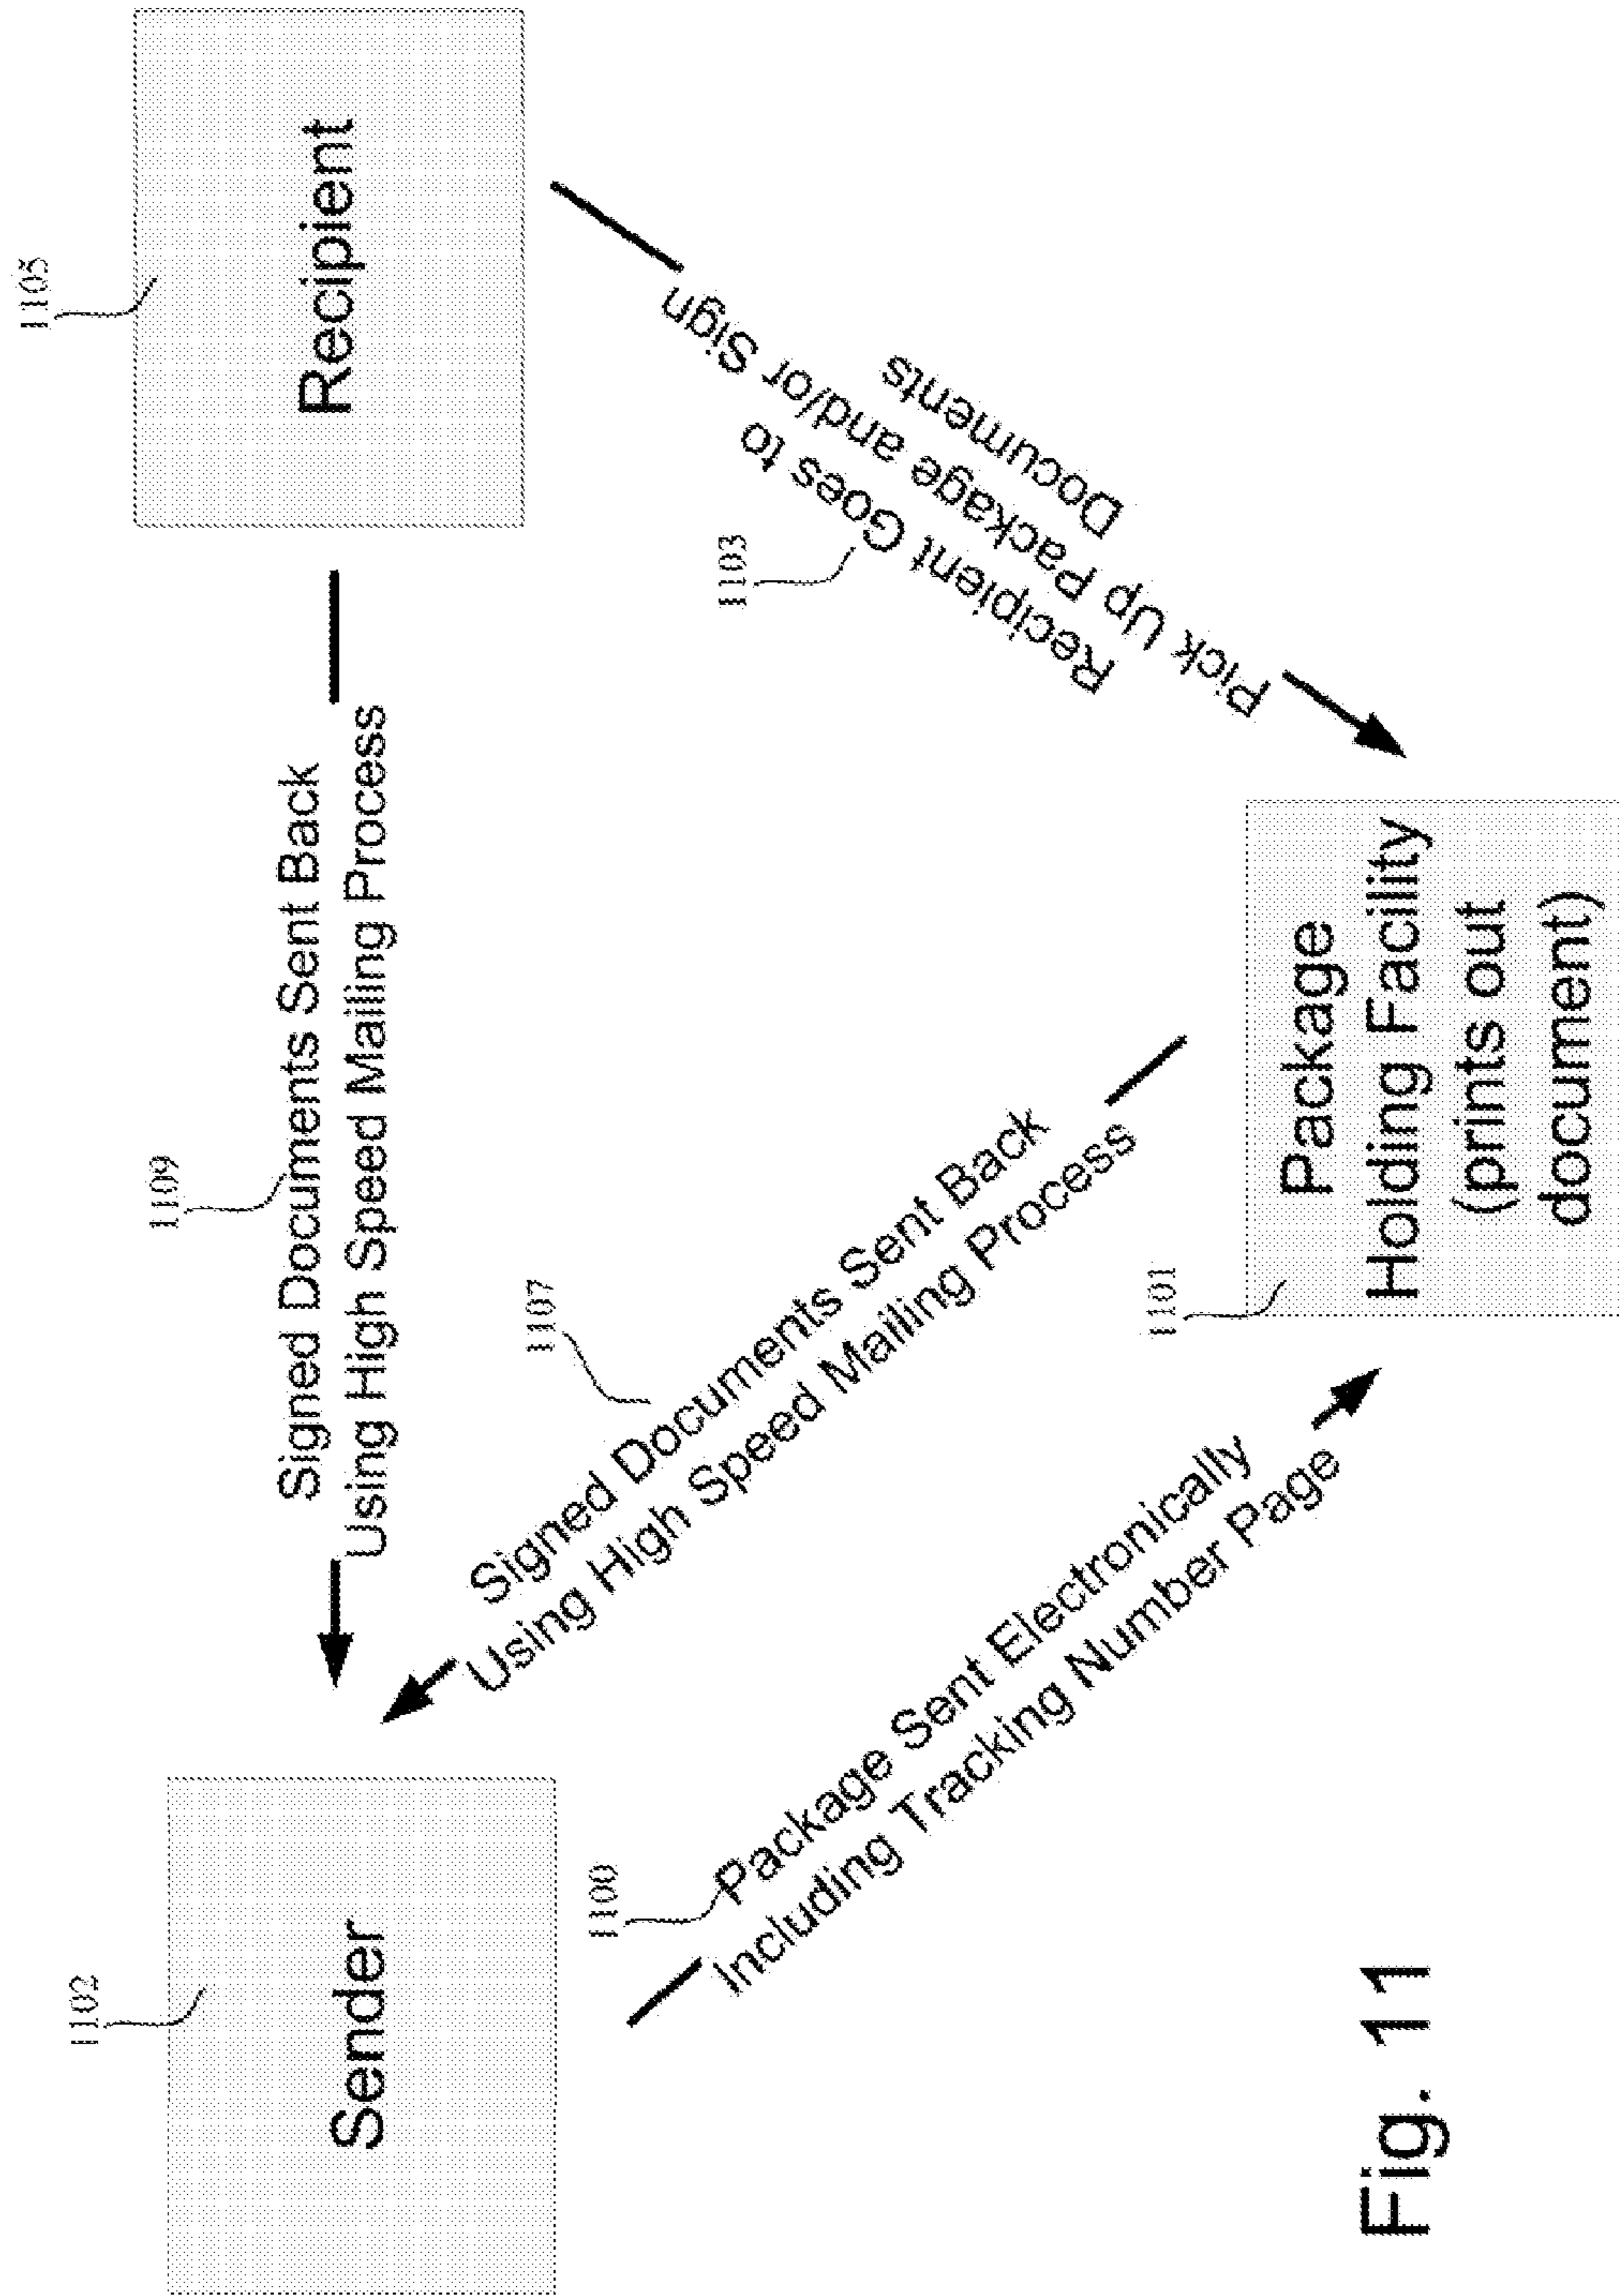 1102
Sender
1109
Signed Documents Sent Back
Using High Speed Mailing Process
1105
Recipient
1107
Signed Documents Sent Back
Using High Speed Mailing Process
1100
Package Sent Electronically
Including Tracking Number Page
1103
Recipient Goes to
Pick Up Package and/or Sign
Documents
1101
Package
Holding Facility
(prints out
document)
Fig. 11